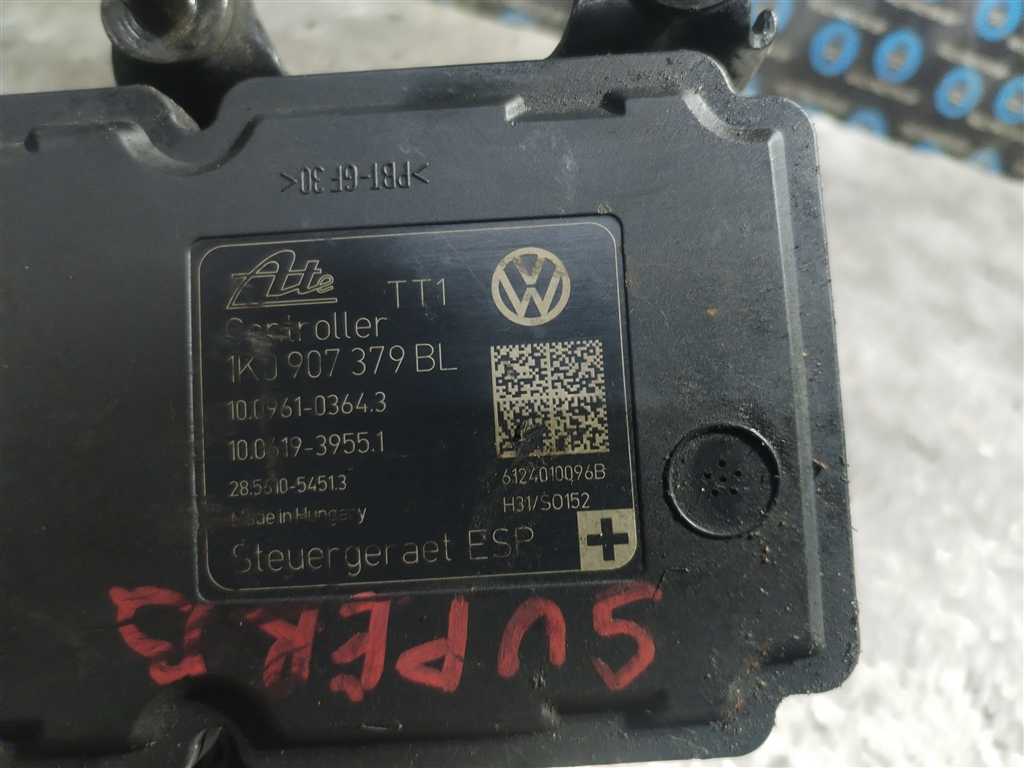 >PBT-GF 30<
Ate TT1
Controller
1K0 907 379 BL
10.0961-0364.3
10.0619-3955.1
28.5610-5451.3
6124010096B
H31/S0152
Made in Hungary
Steuergeraet ESP
SUPERB